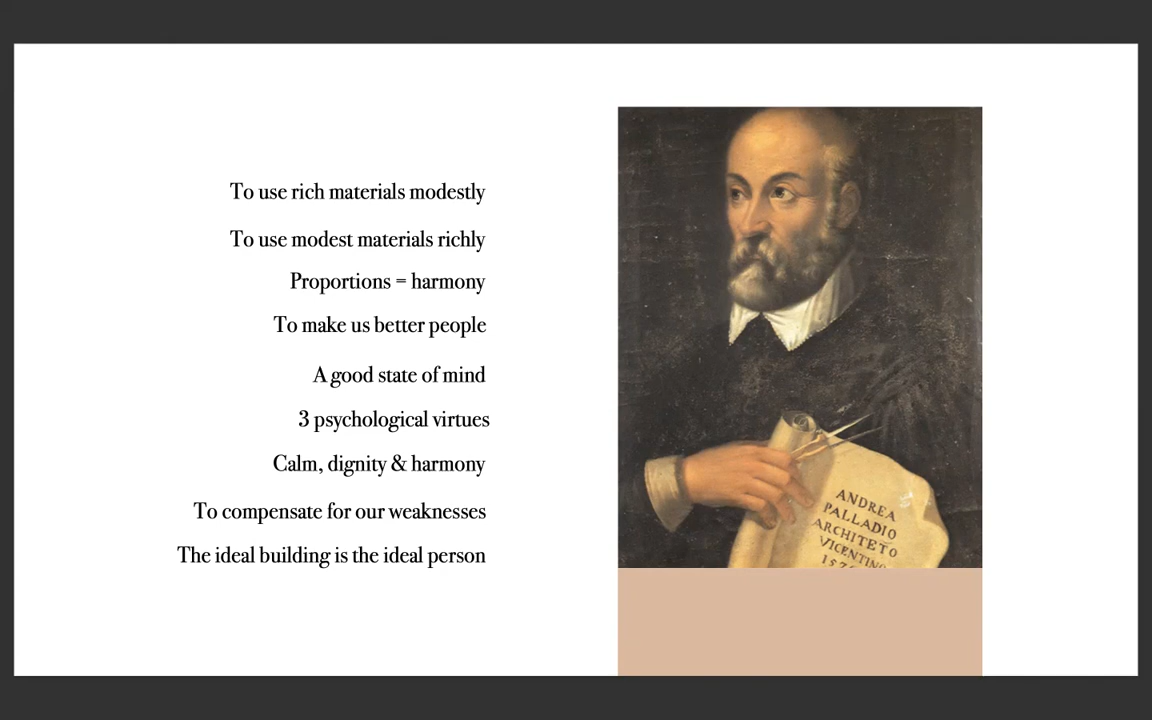 To use rich materials modestly
To use modest materials richly
Proportions = harmony
To make us better people
A good state of mind
3 psychological virtues
Calm, dignity & harmony
To compensate for our weaknesses
The ideal building is the ideal person
ANDREA
PALLADIO
ARCHITETO
VICENTINO